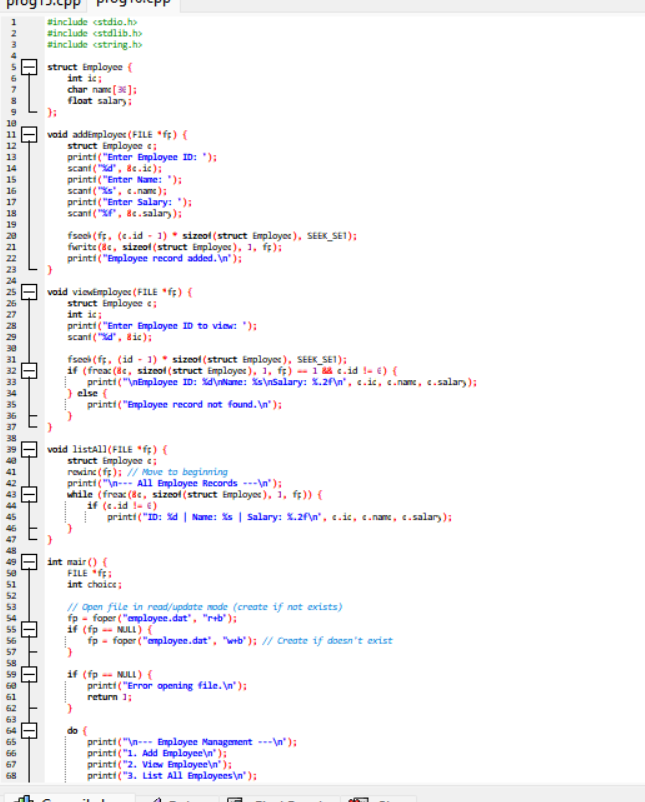 prog15.cpp prog16.cpp
1 #include <stdio.h>
2 #include <stdlib.h>
3 #include <string.h>
4
5 struct Employee {
6 int id;
7 char name[];
8 float salary;
9 };
10
11 void addEmployee(FILE *fp) {
12 struct Employee e;
13 printf("Enter Employee ID: ");
14 scanf("%d", &e.id);
15 printf("Enter Name: ");
16 scanf("%s", e.name);
17 printf("Enter Salary: ");
18 scanf("%f", &e.salary);
19
20 fseek(fp, (e.id - 1) * sizeof(struct Employee), SEEK_SET);
21 fwrite(&e, sizeof(struct Employee), 1, fp);
22 printf("Employee record added.\n");
23 }
24
25 void viewEmployee(FILE *fp) {
26 struct Employee e;
27 int id;
28 printf("Enter Employee ID to view: ");
29 scanf("%d", &id);
30
31 fseek(fp, (id - 1) * sizeof(struct Employee), SEEK_SET);
32 if (fread(&e, sizeof(struct Employee), 1, fp) == 1 && e.id != 0) {
33 printf("\nEmployee ID: %d\nName: %s\nSalary: %.2f\n", e.id, e.name, e.salary);
34 } else {
35 printf("Employee record not found.\n");
36 }
37 }
38
39 void listAll(FILE *fp) {
40 struct Employee e;
41 rewind(fp); // Move to beginning
42 printf("\n--- All Employee Records ---\n");
43 while (fread(&e, sizeof(struct Employee), 1, fp)) {
44 if (e.id != 0)
45 printf("ID: %d | Name: %s | Salary: %.2f\n", e.id, e.name, e.salary);
46 }
47 }
48
49 int main() {
50 FILE *fp;
51 int choice;
52
53 // Open file in read/update mode (create if not exists)
54 fp = fopen("employee.dat", "r+b");
55 if (fp == NULL) {
56 fp = fopen("employee.dat", "w+b"); // Create if doesn't exist
57 }
58
59 if (fp == NULL) {
60 printf("Error opening file.\n");
61 return 1;
62 }
63
64 do {
65 printf("\n--- Employee Management ---\n");
66 printf("1. Add Employee\n");
67 printf("2. View Employee\n");
68 printf("3. List All Employees\n");